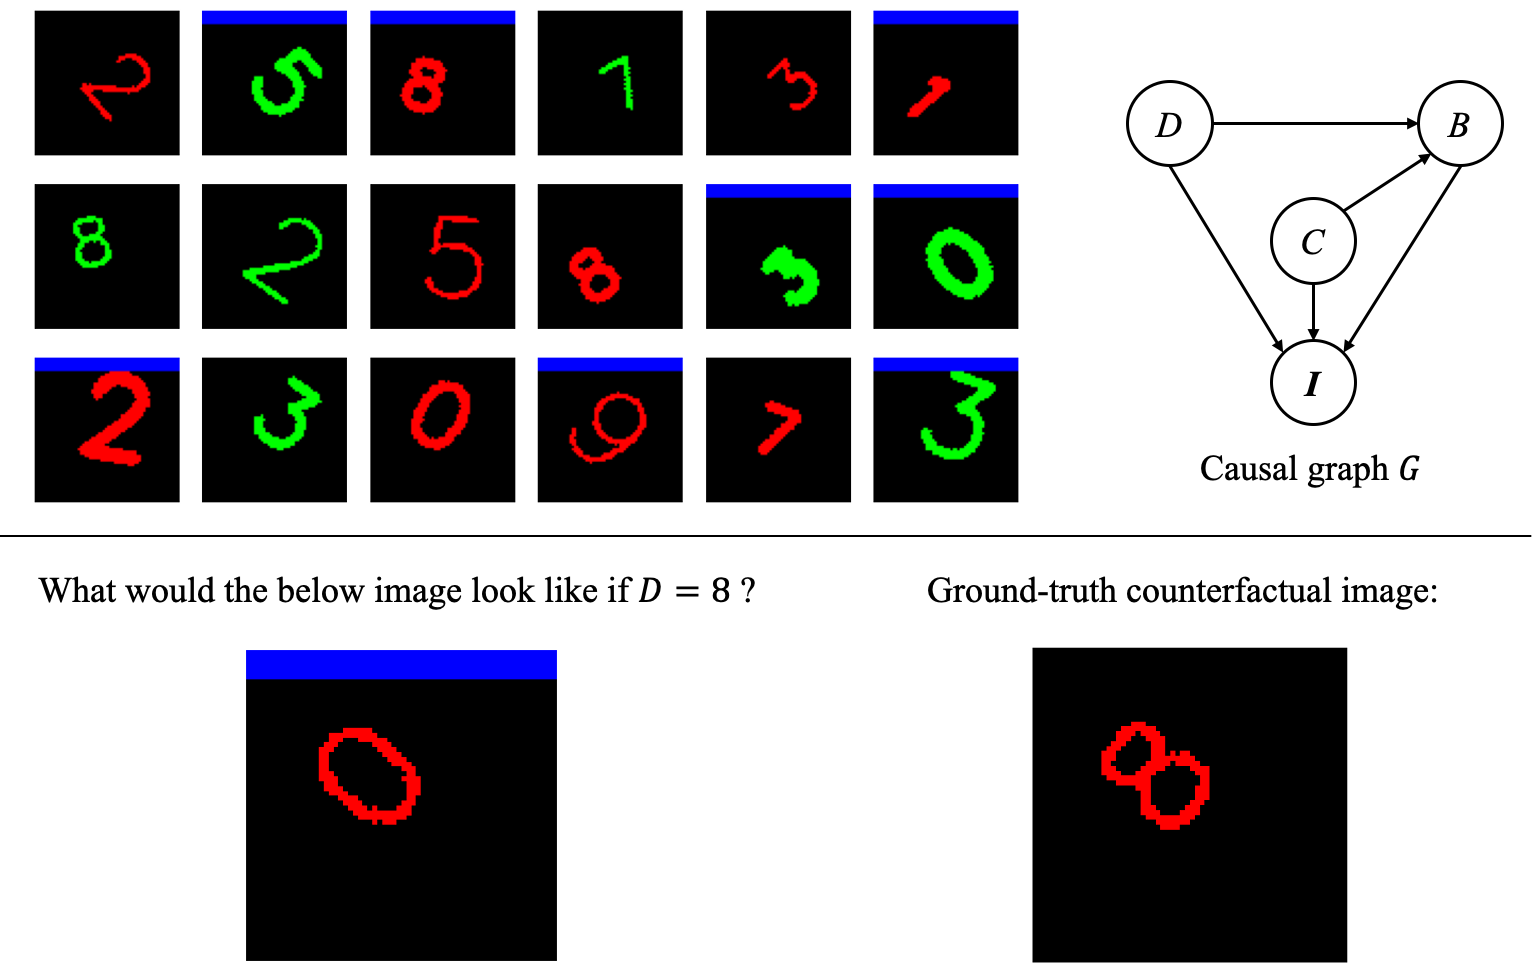 2 5 8 7 3 1
8 2 5 8 3 0
2 3 0 9 7 3
D
B
C
I
Causal graph G
What would the below image look like if D = 8 ?
Ground-truth counterfactual image:
0
8